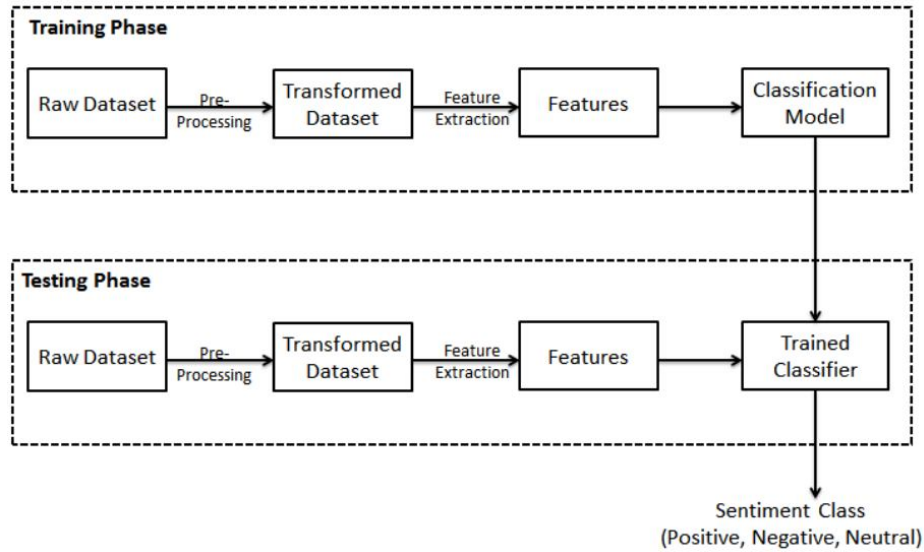 Training Phase
Raw Dataset
Pre-
Processing
Transformed
Dataset
Feature
Extraction
Features
Classification
Model
Testing Phase
Raw Dataset
Pre-
Processing
Transformed
Dataset
Feature
Extraction
Features
Trained
Classifier
Sentiment Class
(Positive, Negative, Neutral)